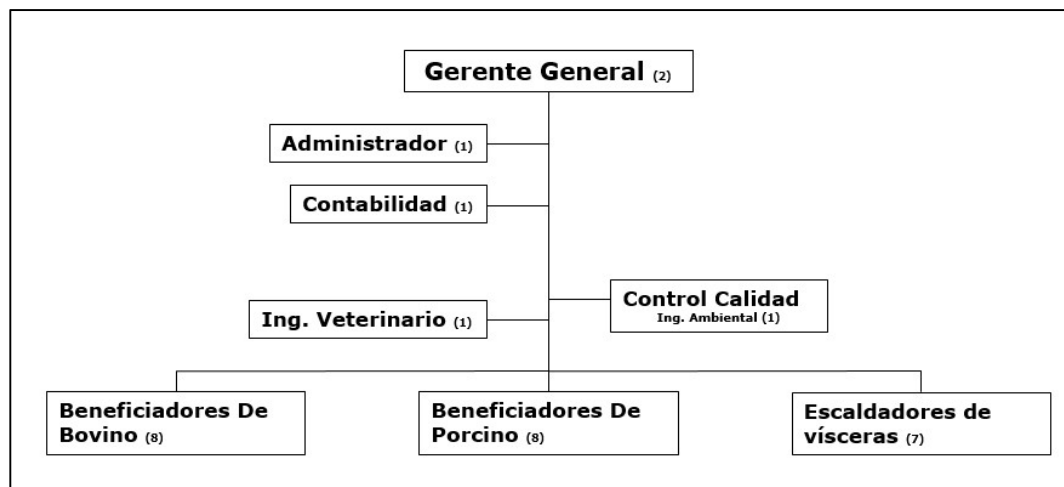 Gerente General (2)
Administrador (1)
Contabilidad (1)
Control Calidad
Ing. Ambiental (1)
Ing. Veterinario (1)
Beneficiadores De
Bovino (8)
Beneficiadores De
Porcino (8)
Escaldadores de
vísceras (7)